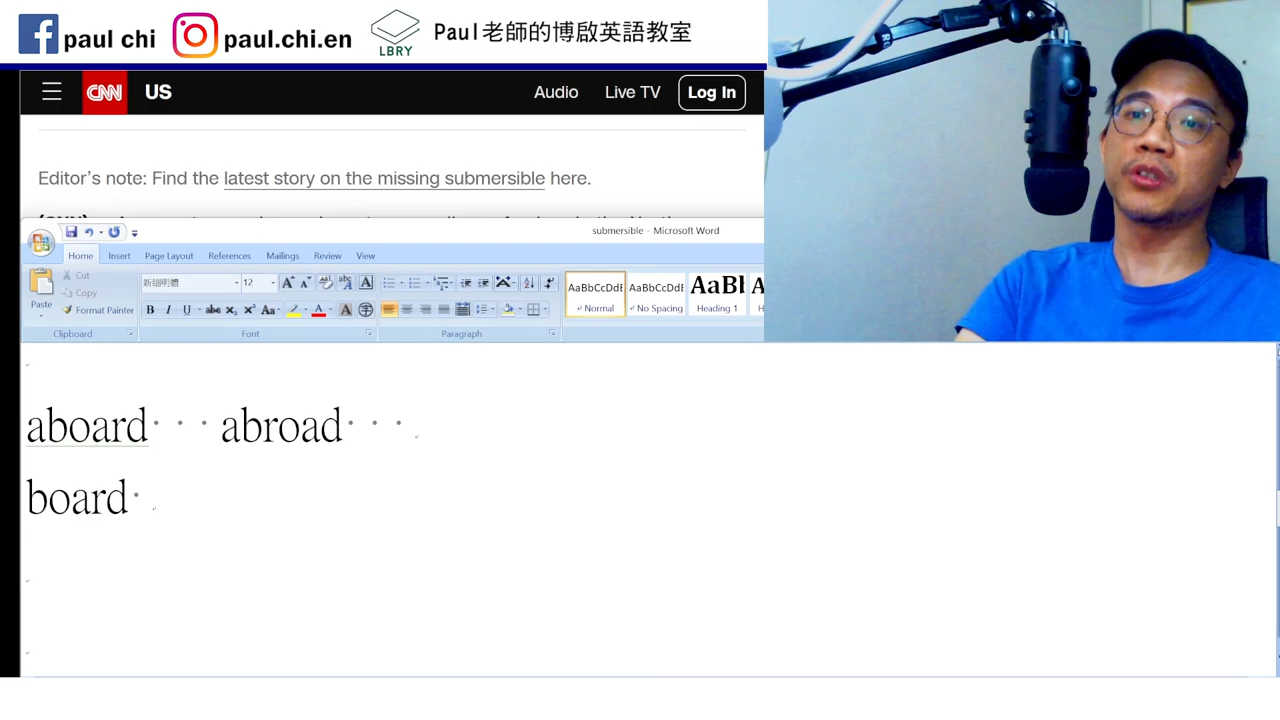 paul chi
paul.chi.en
LBRY
Paul老師的博啟英語教室
CNN
US
Audio
Live TV
Log In
Editor's note: Find the latest story on the missing submersible here.
submersible - Microsoft Word
Home
Insert
Page Layout
References
Mailings
Review
View
Paste
Cut
Copy
Format Painter
Clipboard
新細明體
12
Font
Paragraph
AaBbCcDdE
Normal
AaBbCcDdE
No Spacing
AaBb
Heading 1
aboard abroad
board